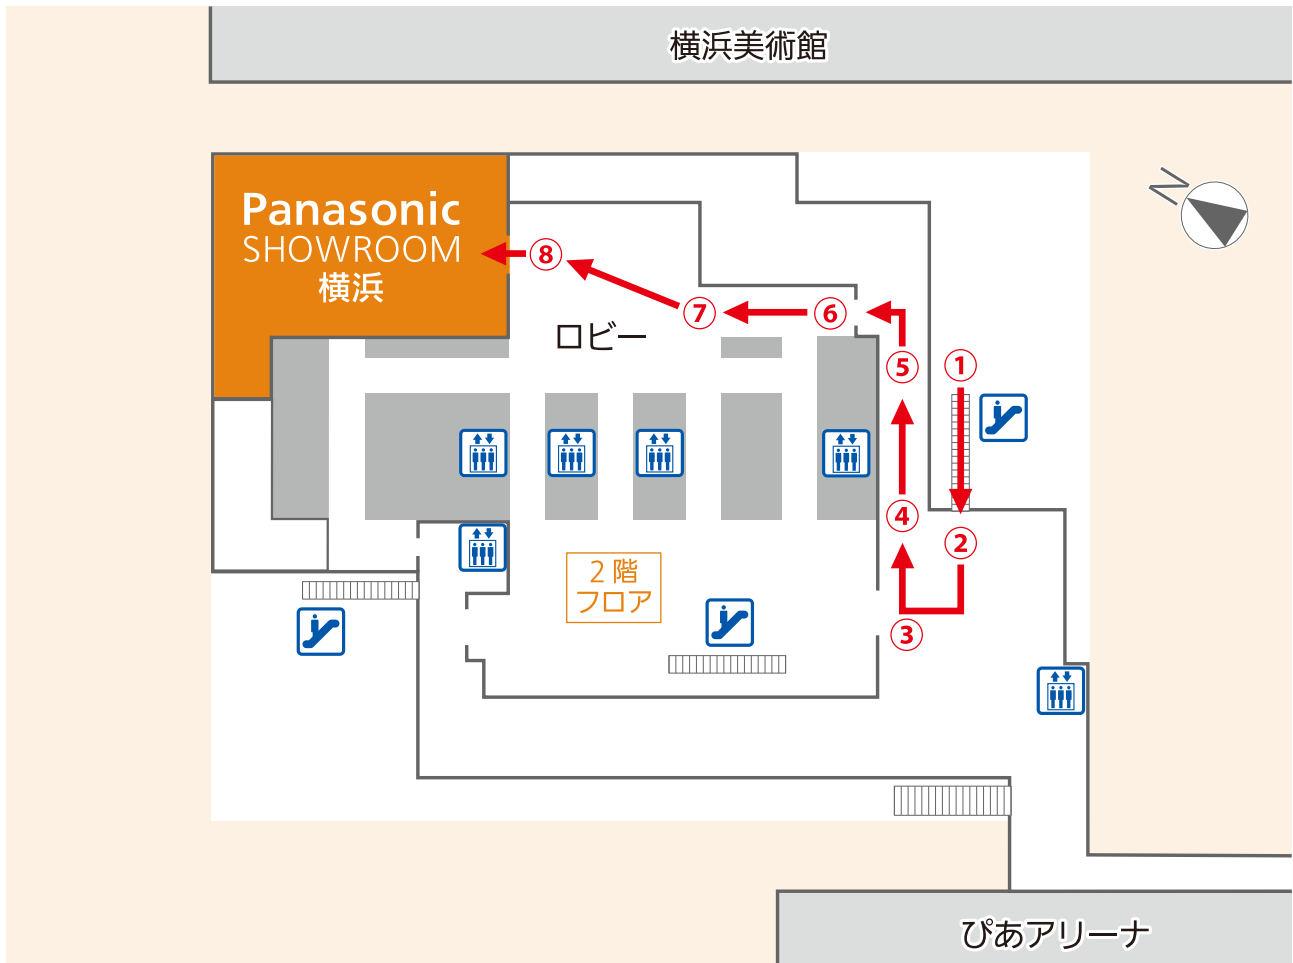 横浜美術館
N
Panasonic
SHOWROOM
横浜
⑧
⑦
⑥
ロビー
⑤
①
④
②
2階
フロア
③
ぴあアリーナ